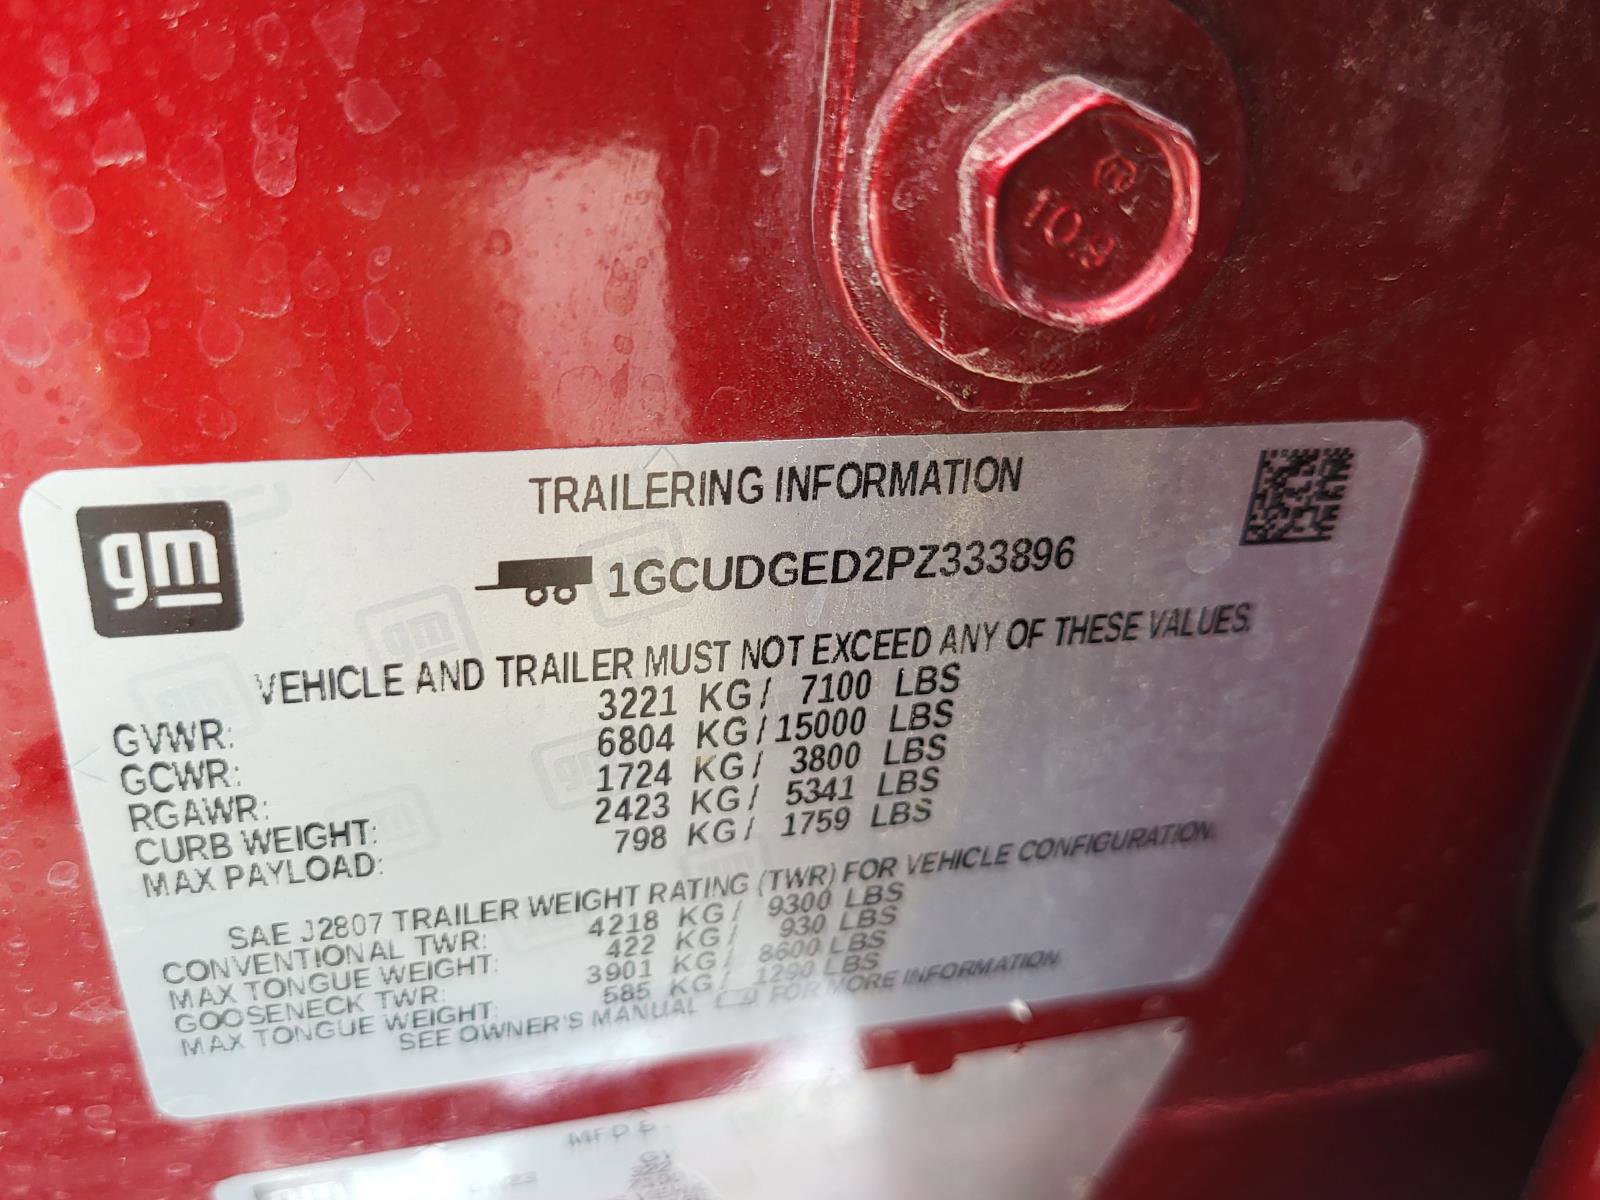 10.9
TRAILERING INFORMATION
gm
1GCUDGED2PZ333896
VEHICLE AND TRAILER MUST NOT EXCEED ANY OF THESE VALUES.
GVWR: 3221 KG/ 7100 LBS
GCWR: 6804 KG/15000 LBS
RGAWR: 1724 KG/ 3800 LBS
CURB WEIGHT: 2423 KG/ 5341 LBS
MAX PAYLOAD: 798 KG/ 1759 LBS
SAE J2807 TRAILER WEIGHT RATING (TWR) FOR VEHICLE CONFIGURATION.
CONVENTIONAL TWR: 4218 KG/ 9300 LBS
MAX TONGUE WEIGHT: 422 KG/ 930 LBS
GOOSENECK TWR: 3901 KG/ 8600 LBS
MAX TONGUE WEIGHT: 585 KG/ 1290 LBS
SEE OWNER'S MANUAL FOR MORE INFORMATION